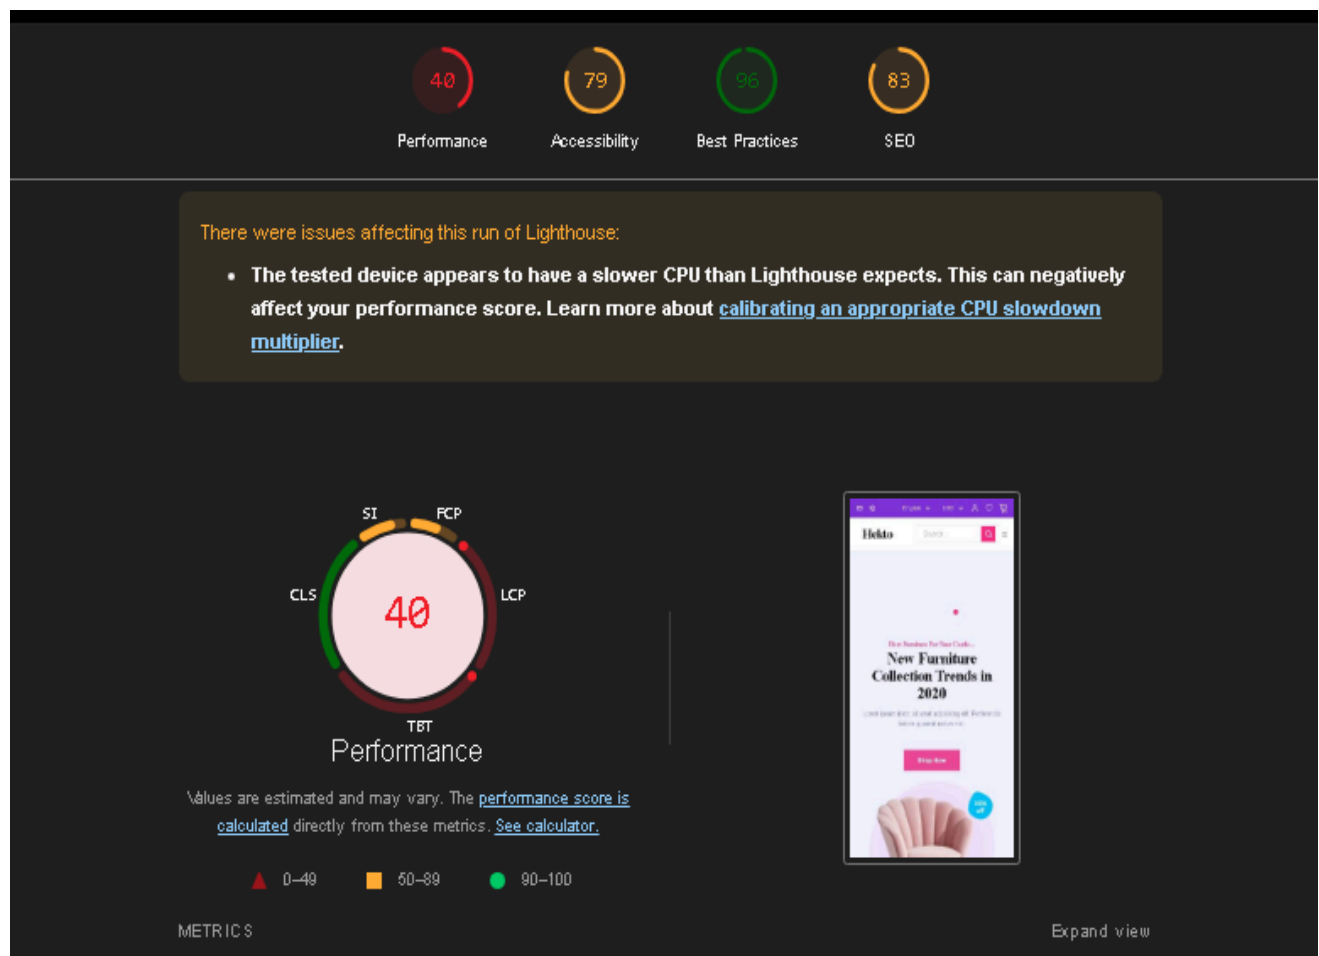 40
79
96
83
Performance
Accessibility
Best Practices
SEO
There were issues affecting this run of Lighthouse:
• The tested device appears to have a slower CPU than Lighthouse expects. This can negatively
affect your performance score. Learn more about calibrating an appropriate CPU slowdown
multiplier.
SI
FCP
CLS
40
LCP
TBT
Performance
Values are estimated and may vary. The performance score is
calculated directly from these metrics. See calculator.
0–49
50–89
90–100
Hekto
New Furniture
Collection Trends in
2020
Shop Now
METRICS
Expand view